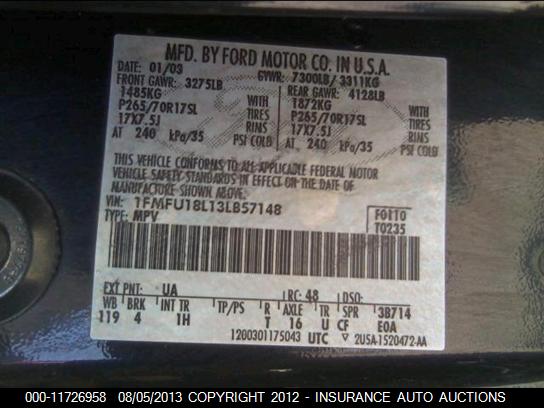 MFD. BY FORD MOTOR CO. IN U.S.A.
DATE: 01/03 GVWR: 7300LB/ 3311KG
FRONT GAWR: 3275LB REAR GAWR: 4128LB
1485KG WITH 1872KG WITH
P265/70R17SL TIRES P265/70R17SL TIRES
17X7.5J RIMS 17X7.5J RIMS
AT 240 kPa/35 PSI COLD AT 240 kPa/35 PSI COLD
THIS VEHICLE CONFORMS TO ALL APPLICABLE FEDERAL MOTOR
VEHICLE SAFETY STANDARDS IN EFFECT ON THE DATE OF
MANUFACTURE SHOWN ABOVE.
VIN: 1FMFU18L13LB57148 F0110
TYPE: MPV T0235
EXT PNT: UA RC: 48 DSO:
WB BRK INT TR TP/PS R AXLE TR SPR 3B714
119 4 1H T 16 U CF EOA
1200301175043 UTC 2U5A-1520472-AA
000-11726958 08/05/2013 COPYRIGHT 2012 - INSURANCE AUTO AUCTIONS